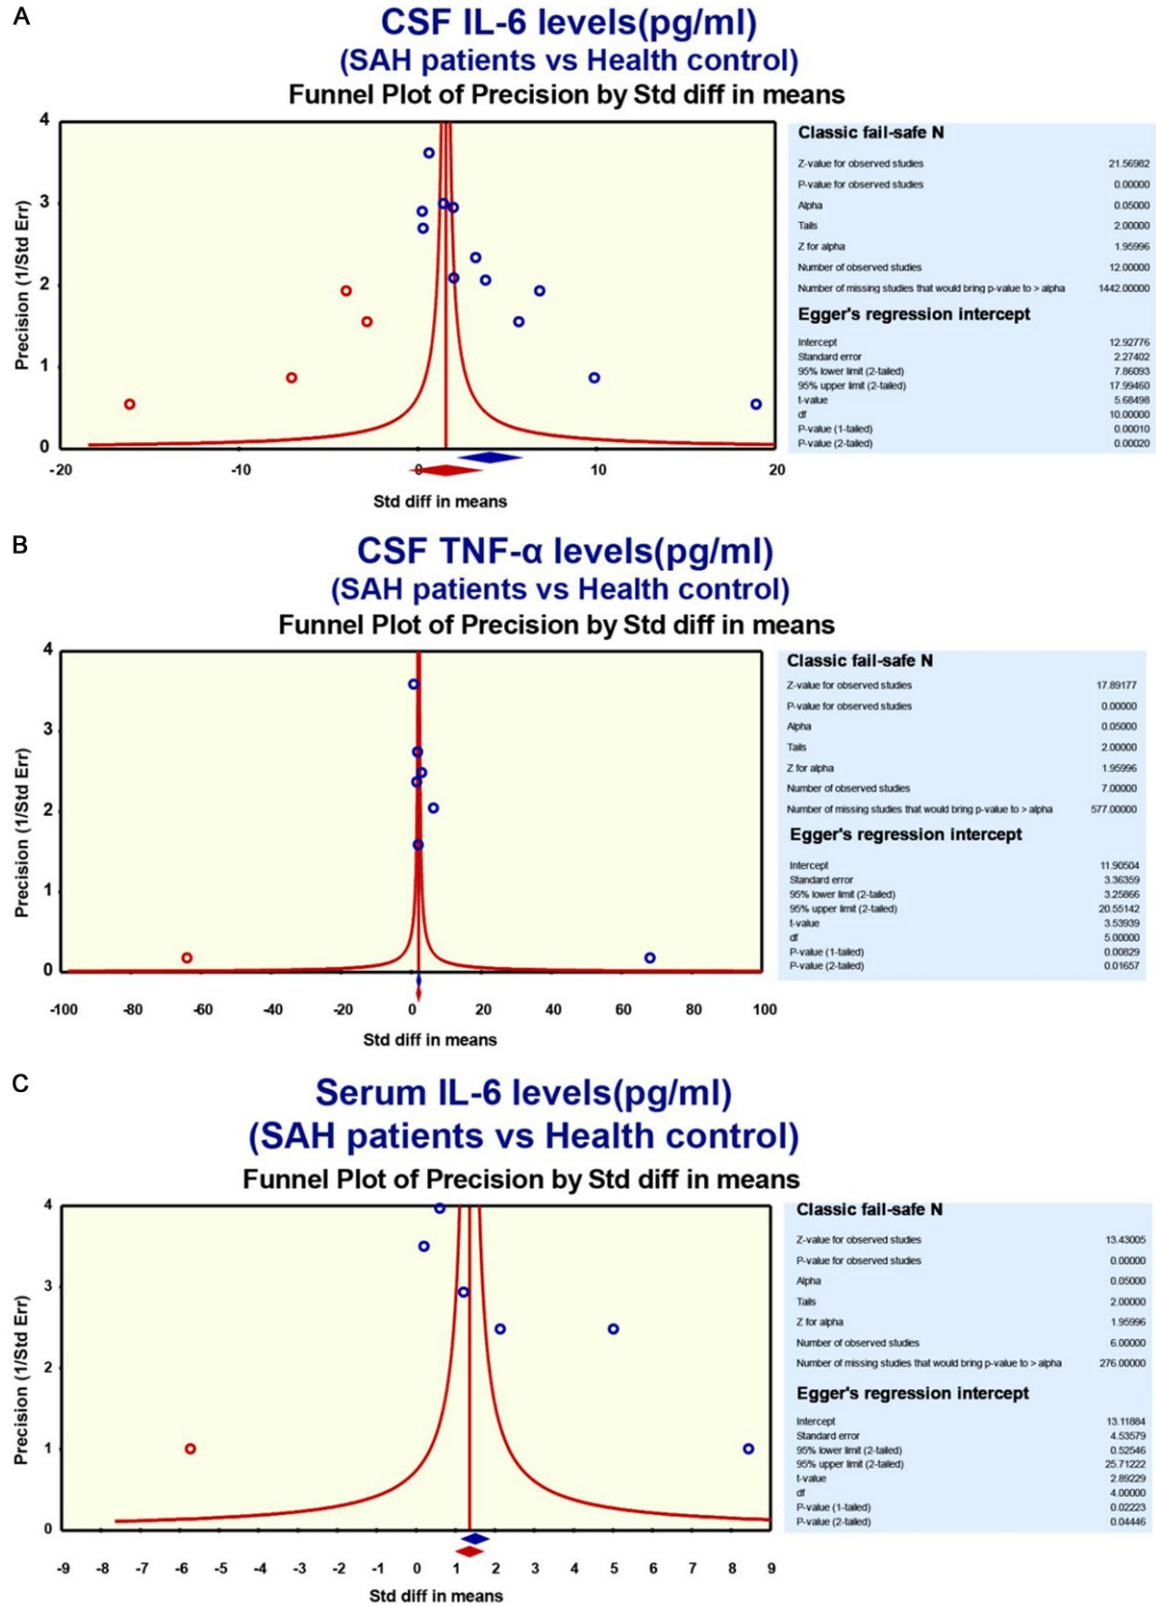 A
CSF IL-6 levels(pg/ml)
(SAH patients vs Health control)
Funnel Plot of Precision by Std diff in means
Precision (1/Std Err)
4
3
2
1
0
-20
-10
0
10
20
Std diff in means
Classic fail-safe N
Z-value for observed studies 21.56982
P-value for observed studies 0.00000
Alpha 0.05000
Tails 2.00000
Z for alpha 1.95996
Number of observed studies 12.00000
Number of missing studies that would bring p-value to > alpha 1442.00000
Egger's regression intercept
Intercept 12.92776
Standard error 2.27402
95% lower limit (2-tailed) 7.86093
95% upper limit (2-tailed) 17.99460
t-value 5.68498
df 10.00000
P-value (1-tailed) 0.00010
P-value (2-tailed) 0.00020
B
CSF TNF-α levels(pg/ml)
(SAH patients vs Health control)
Funnel Plot of Precision by Std diff in means
Precision (1/Std Err)
4
3
2
1
0
-100 -80 -60 -40 -20 0 20 40 60 80 100
Std diff in means
Classic fail-safe N
Z-value for observed studies 17.89177
P-value for observed studies 0.00000
Alpha 0.05000
Tails 2.00000
Z for alpha 1.95996
Number of observed studies 7.00000
Number of missing studies that would bring p-value to > alpha 577.00000
Egger's regression intercept
Intercept 11.90504
Standard error 3.36359
95% lower limit (2-tailed) 3.25866
95% upper limit (2-tailed) 20.55142
t-value 3.53939
df 5.00000
P-value (1-tailed) 0.00829
P-value (2-tailed) 0.01657
C
Serum IL-6 levels(pg/ml)
(SAH patients vs Health control)
Funnel Plot of Precision by Std diff in means
Precision (1/Std Err)
4
3
2
1
0
-9 -8 -7 -6 -5 -4 -3 -2 -1 0 1 2 3 4 5 6 7 8 9
Std diff in means
Classic fail-safe N
Z-value for observed studies 13.43005
P-value for observed studies 0.00000
Alpha 0.05000
Tails 2.00000
Z for alpha 1.95996
Number of observed studies 6.00000
Number of missing studies that would bring p-value to > alpha 276.00000
Egger's regression intercept
Intercept 13.11884
Standard error 4.53579
95% lower limit (2-tailed) 0.52546
95% upper limit (2-tailed) 25.71222
t-value 2.89229
df 4.00000
P-value (1-tailed) 0.02223
P-value (2-tailed) 0.04446